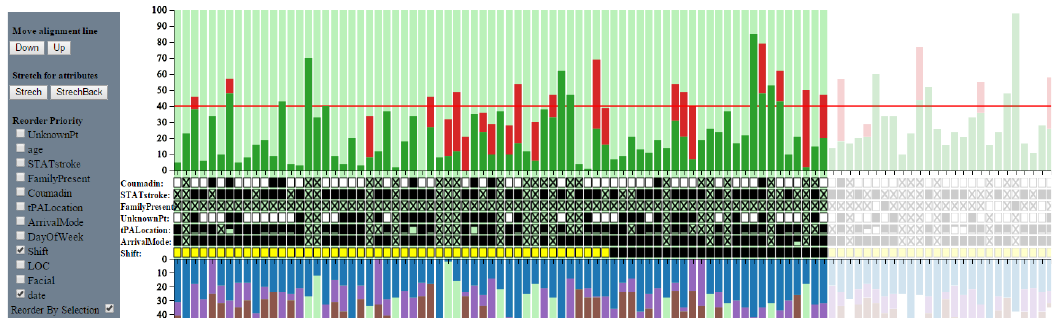 Move alignment line
Down Up
Stretch for attributes
Strech StrechBack
Reorder Priority
UnknownPt
age
STATstroke
FamilyPresent
Coumadin
tPALocation
ArrivalMode
DayOfWeek
Shift
LOC
Facial
date
Reorder By Selection
100
90
80
70
60
50
40
30
20
10
0
Coumadin:
STATstroke:
FamilyPresent
UnknownPt:
tPALocation:
ArrivalMode:
Shift:
0
10
20
30
40